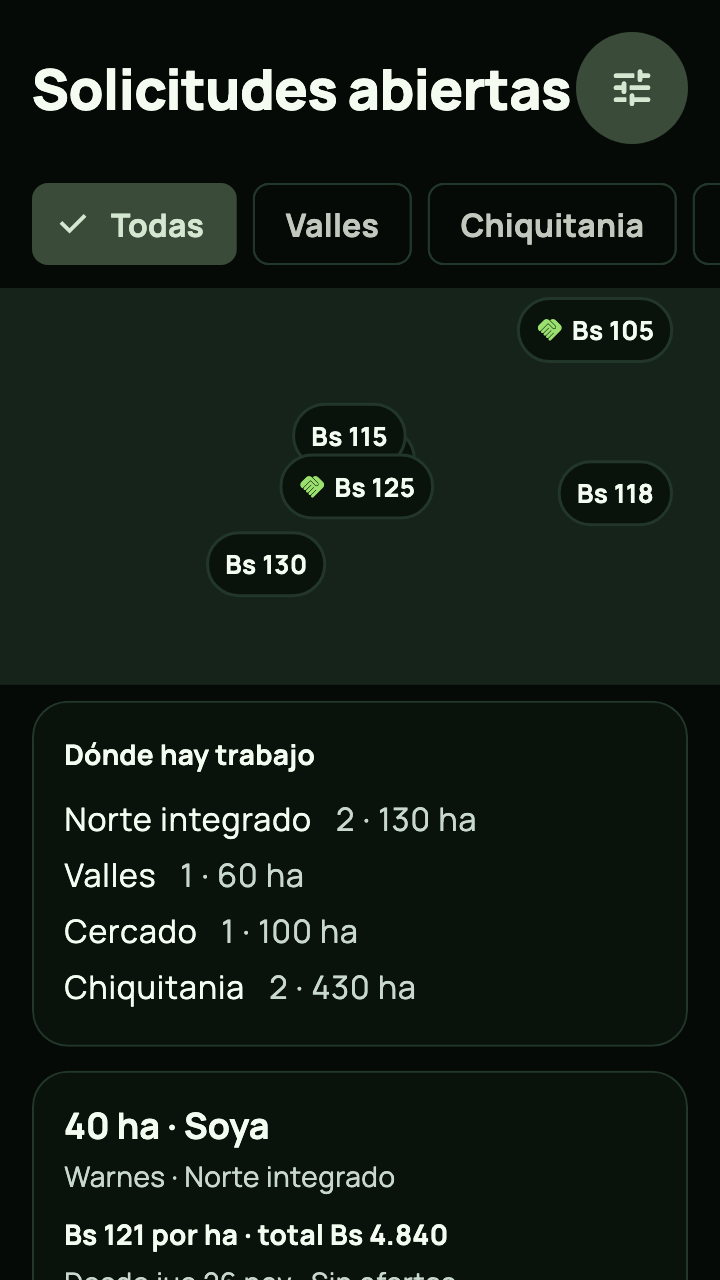 Solicitudes abiertas
Todas
Valles
Chiquitania
Bs 105
Bs 115
Bs 125
Bs 118
Bs 130
Dónde hay trabajo
Norte integrado 2 · 130 ha
Valles 1 · 60 ha
Cercado 1 · 100 ha
Chiquitania 2 · 430 ha
40 ha · Soya
Warnes · Norte integrado
Bs 121 por ha · total Bs 4.840